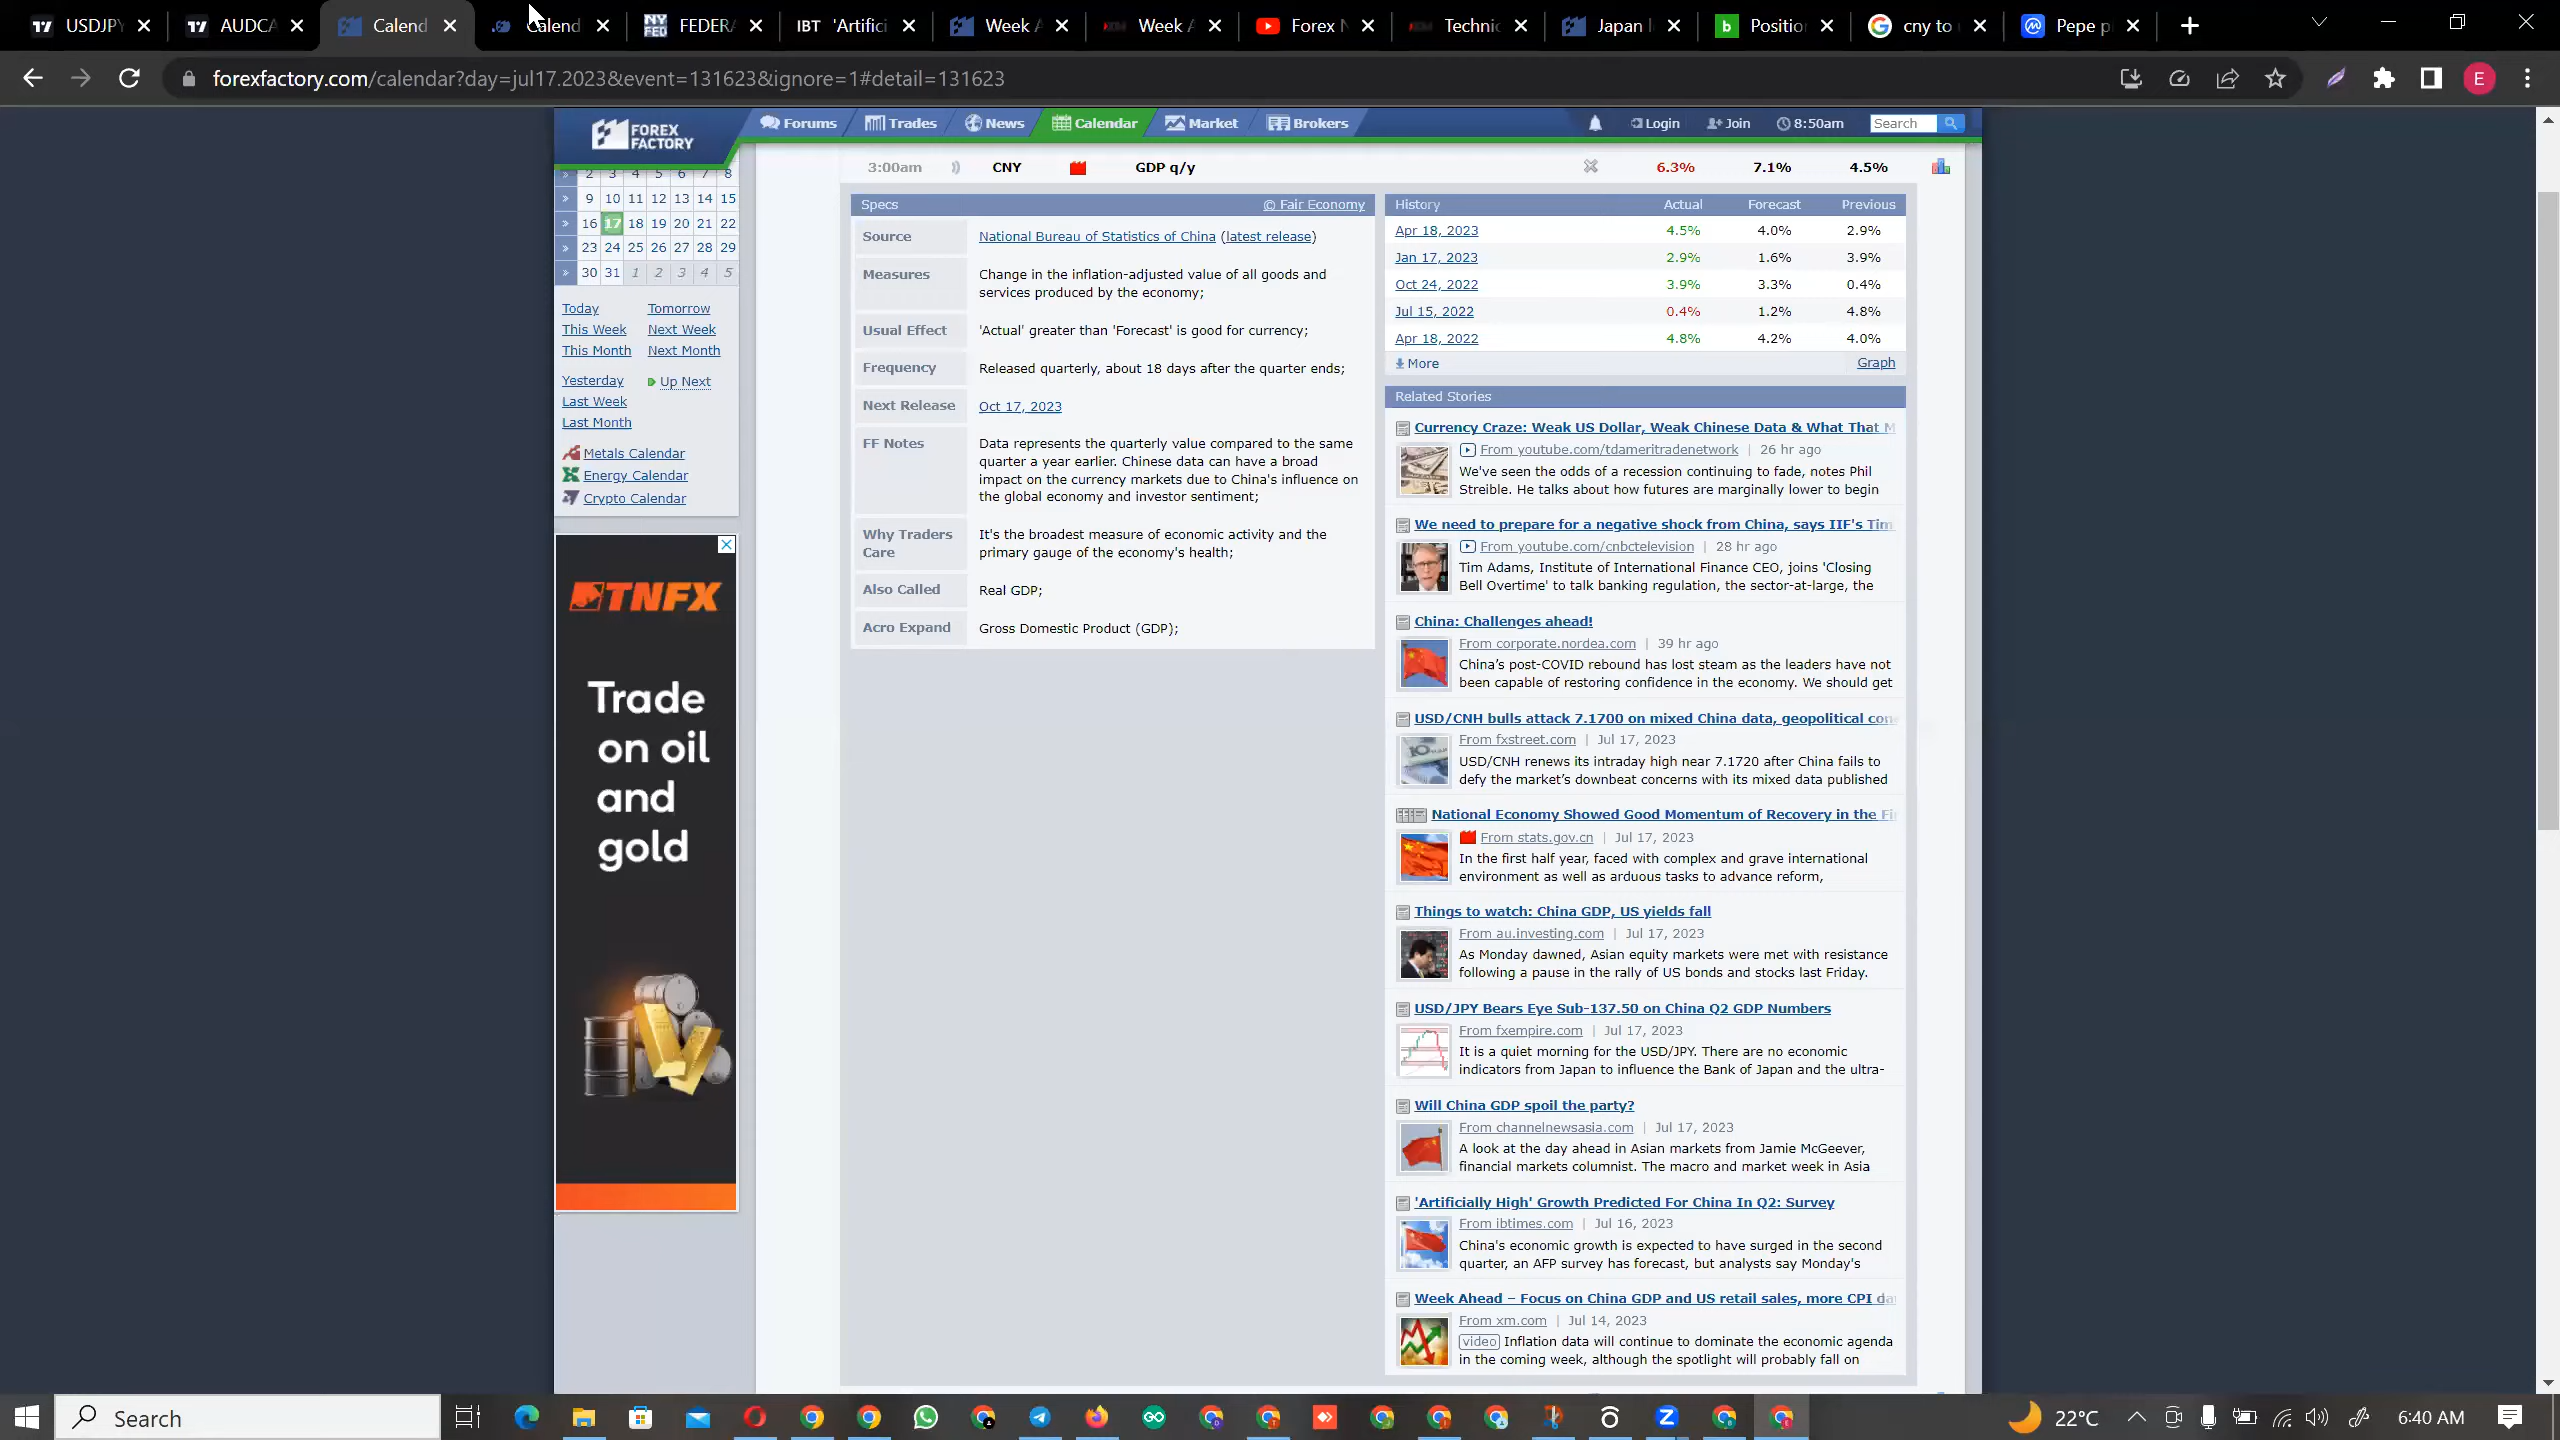 USDJPY
AUDCA
Calend
Calend
FEDERA
IBT 'Artifici
Week A
Week A
Forex N
Technic
Japan I
Positio
cny to
Pepe p
forexfactory.com/calendar?day=jul17.2023&event=131623&ignore=1#detail=131623
E
FOREX FACTORY
Forums
Trades
News
Calendar
Market
Brokers
Login
Join
8:50am
Search
3:00am CNY GDP q/y 6.3% 7.1% 4.5%
2 3 4 5 6 7 8
9 10 11 12 13 14 15
16 17 18 19 20 21 22
23 24 25 26 27 28 29
30 31 1 2 3 4 5
Today Tomorrow
This Week Next Week
This Month Next Month
Yesterday Up Next
Last Week
Last Month
Metals Calendar
Energy Calendar
Crypto Calendar
TNFX
Trade
on oil
and
gold
Specs © Fair Economy
Source National Bureau of Statistics of China (latest release)
Measures Change in the inflation-adjusted value of all goods and
services produced by the economy;
Usual Effect 'Actual' greater than 'Forecast' is good for currency;
Frequency Released quarterly, about 18 days after the quarter ends;
Next Release Oct 17, 2023
FF Notes Data represents the quarterly value compared to the same
quarter a year earlier. Chinese data can have a broad
impact on the currency markets due to China's influence on
the global economy and investor sentiment;
Why Traders Care It's the broadest measure of economic activity and the
primary gauge of the economy's health;
Also Called Real GDP;
Acro Expand Gross Domestic Product (GDP);
History Actual Forecast Previous
Apr 18, 2023 4.5% 4.0% 2.9%
Jan 17, 2023 2.9% 1.6% 3.9%
Oct 24, 2022 3.9% 3.3% 0.4%
Jul 15, 2022 0.4% 1.2% 4.8%
Apr 18, 2022 4.8% 4.2% 4.0%
More Graph
Related Stories
Currency Craze: Weak US Dollar, Weak Chinese Data & What That M
From youtube.com/tdameritradenetwork | 26 hr ago
We've seen the odds of a recession continuing to fade, notes Phil
Streible. He talks about how futures are marginally lower to begin
We need to prepare for a negative shock from China, says IIF's Tim
From youtube.com/cnbctelevision | 28 hr ago
Tim Adams, Institute of International Finance CEO, joins 'Closing
Bell Overtime' to talk banking regulation, the sector-at-large, the
China: Challenges ahead!
From corporate.nordea.com | 39 hr ago
China's post-COVID rebound has lost steam as the leaders have not
been capable of restoring confidence in the economy. We should get
USD/CNH bulls attack 7.1700 on mixed China data, geopolitical con
From fxstreet.com | Jul 17, 2023
USD/CNH renews its intraday high near 7.1720 after China fails to
defy the market's downbeat concerns with its mixed data published
National Economy Showed Good Momentum of Recovery in the Fi
From stats.gov.cn | Jul 17, 2023
In the first half year, faced with complex and grave international
environment as well as arduous tasks to advance reform,
Things to watch: China GDP, US yields fall
From au.investing.com | Jul 17, 2023
As Monday dawned, Asian equity markets were met with resistance
following a pause in the rally of US bonds and stocks last Friday.
USD/JPY Bears Eye Sub-137.50 on China Q2 GDP Numbers
From fxempire.com | Jul 17, 2023
It is a quiet morning for the USD/JPY. There are no economic
indicators from Japan to influence the Bank of Japan and the ultra-
Will China GDP spoil the party?
From channelnewsasia.com | Jul 17, 2023
A look at the day ahead in Asian markets from Jamie McGeever,
financial markets columnist. The macro and market week in Asia
'Artificially High' Growth Predicted For China In Q2: Survey
From ibtimes.com | Jul 16, 2023
China's economic growth is expected to have surged in the second
quarter, an AFP survey has forecast, but analysts say Monday's
Week Ahead – Focus on China GDP and US retail sales, more CPI da
From xm.com | Jul 14, 2023
video Inflation data will continue to dominate the economic agenda
in the coming week, although the spotlight will probably fall on
Search
22°C
6:40 AM